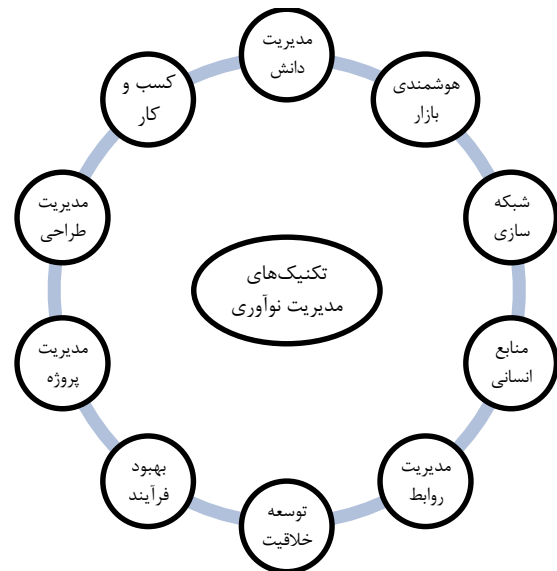 مدیریت
دانش
هوشمندی
بازار
شبکه
سازی
منابع
انسانی
مدیریت
روابط
توسعه
خلاقیت
بهبود
فرآیند
مدیریت
پروژه
مدیریت
طراحی
کسب و
کار
تکنیک‌های
مدیریت نوآوری